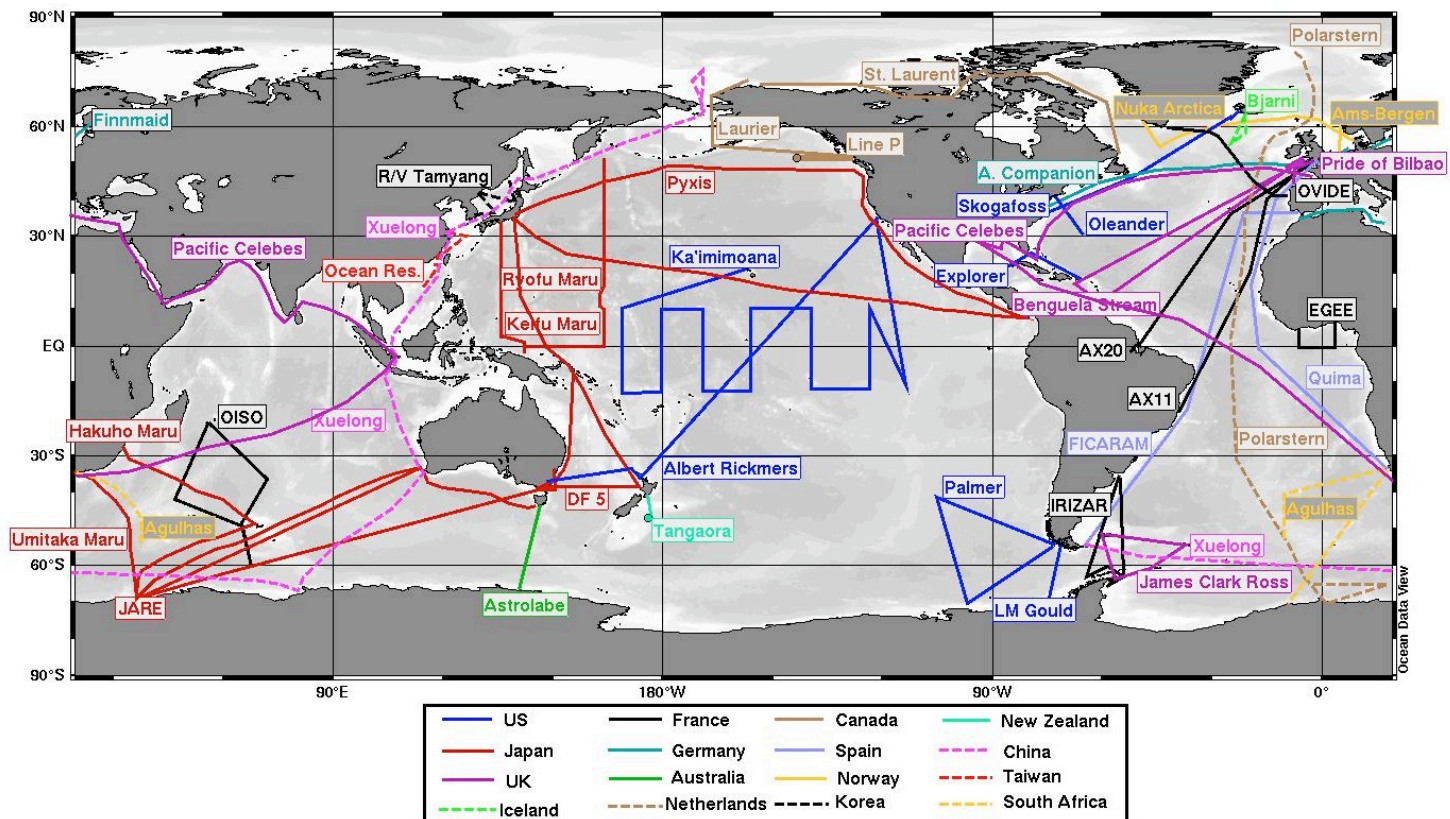 90°N
Polarstern
St. Laurent
Nuka Arctica
Bjarni
Ams-Bergen
Finnmaid
60°N
Laurier
Line P
R/V Tamyang
Pyxis
A. Companion
Pride of Bilbao
OVIDE
Skogafoss
Oleander
Xuelong
30°N
Pacific Celebes
Pacific Celebes
Ocean Res.
Ka'imimoana
Explorer
Ryofu Maru
Benguela Stream
Keifu Maru
EGEE
EQ
AX20
Quima
AX11
OISO
Hakuho Maru
Xuelong
FICARAM
Polarstern
30°S
Albert Rickmers
DF 5
Palmer
IRIZAR
Agulhas
Agulhas
Umitaka Maru
Tangaora
Xuelong
60°S
James Clark Ross
JARE
Astrolabe
LM Gould
90°S
Ocean Data View
90°E
180°W
90°W
0°
US
France
Canada
New Zealand
Japan
Germany
Spain
China
UK
Australia
Norway
Taiwan
Iceland
Netherlands
Korea
South Africa